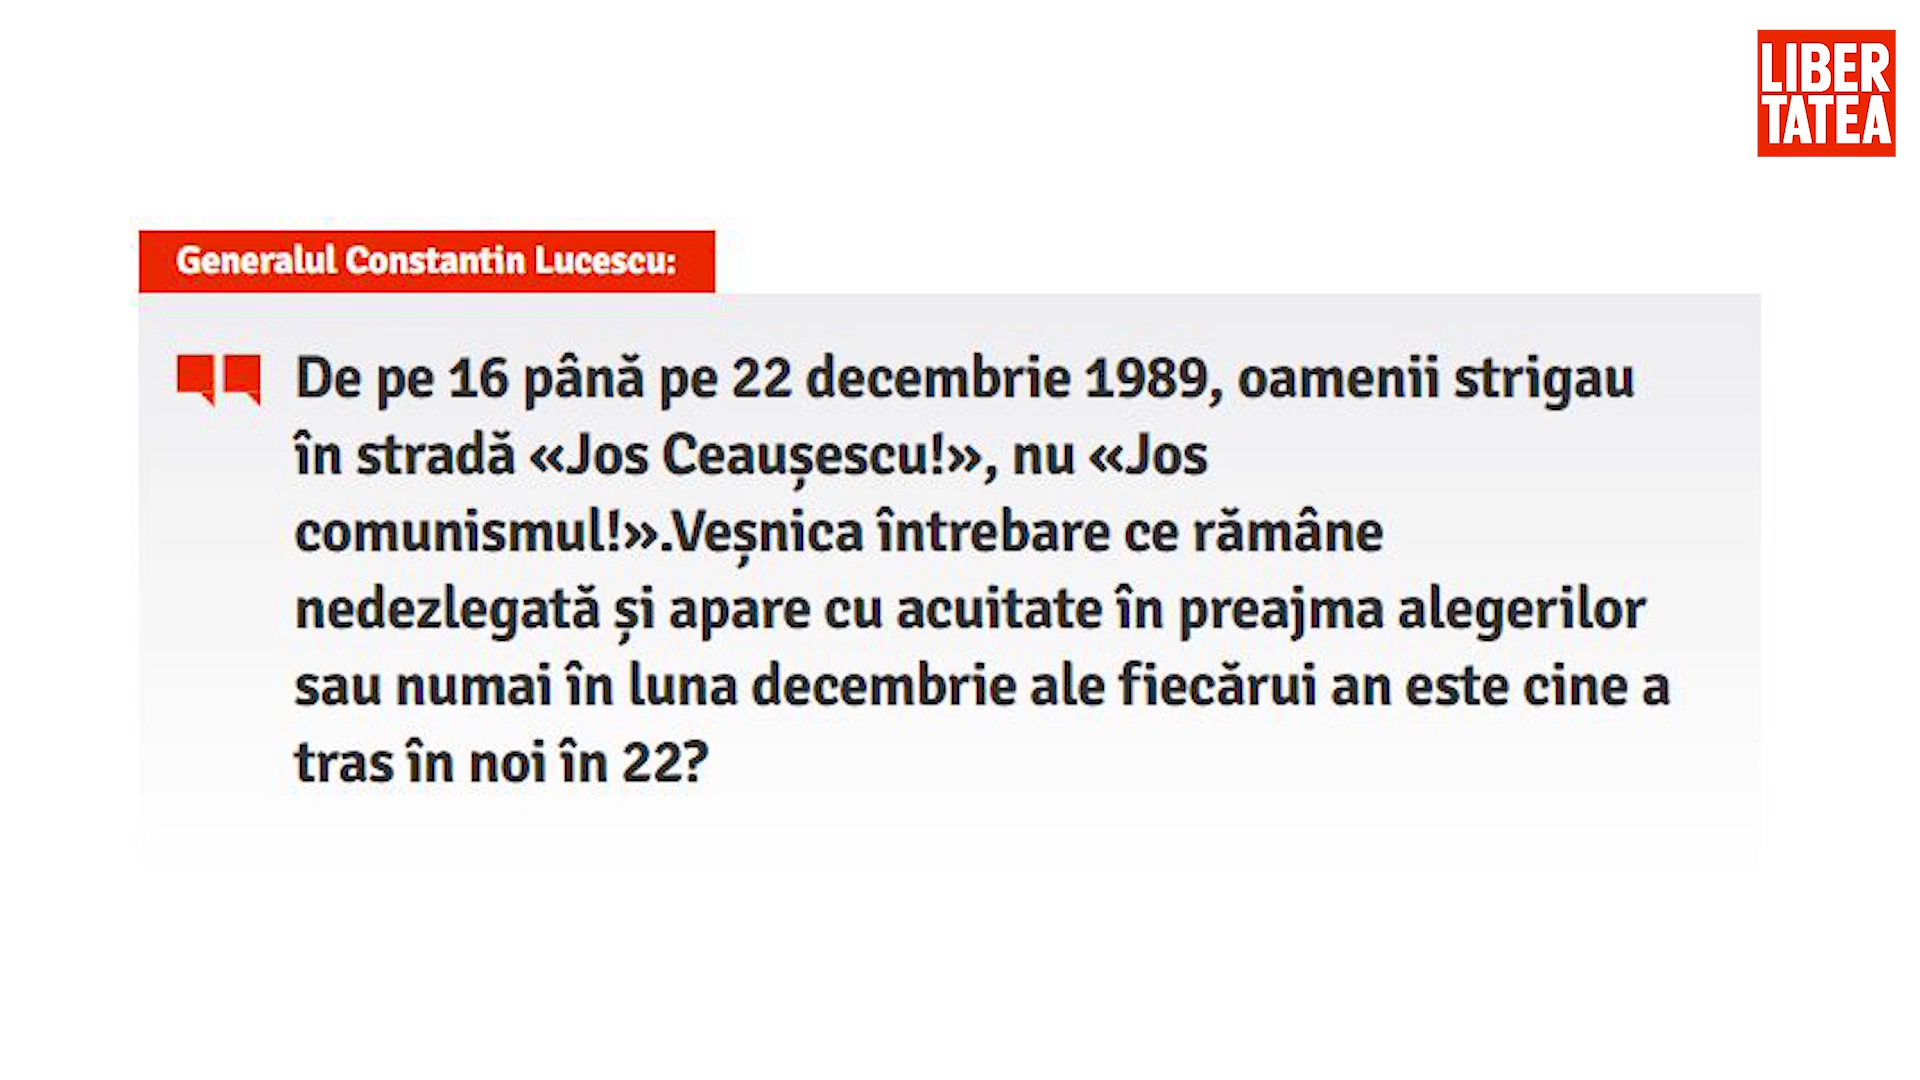 LIBER
TATEA
Generalul Constantin Lucescu:
De pe 16 până pe 22 decembrie 1989, oamenii strigau
în stradă «Jos Ceaușescu!», nu «Jos
comunismul!».Veșnica întrebare ce rămâne
nedezlegată și apare cu acuitate în preajma alegerilor
sau numai în luna decembrie ale fiecărui an este cine a
tras în noi în 22?